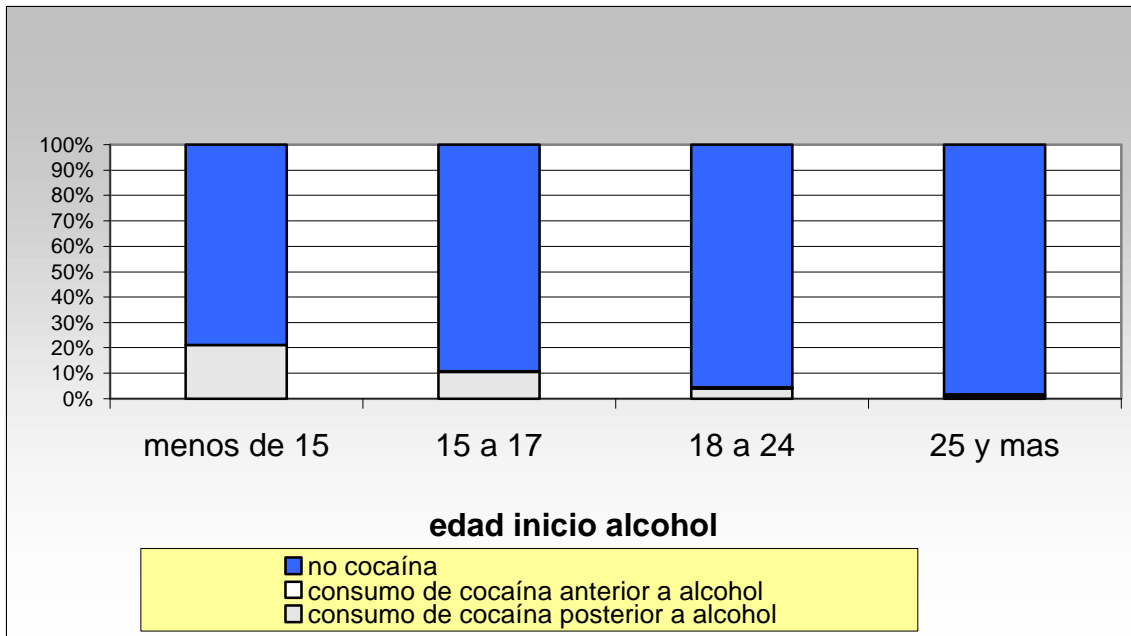 100%
90%
80%
70%
60%
50%
40%
30%
20%
10%
0%
menos de 15 15 a 17 18 a 24 25 y mas
edad inicio alcohol
no cocaína
consumo de cocaína anterior a alcohol
consumo de cocaína posterior a alcohol